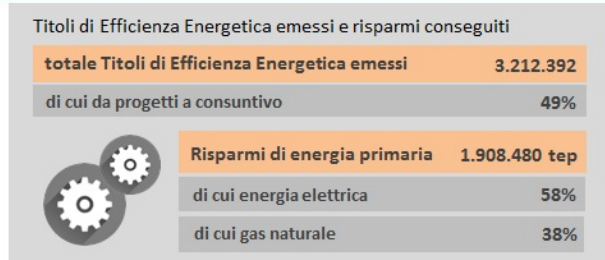 Titoli di Efficienza Energetica emessi e risparmi conseguiti
totale Titoli di Efficienza Energetica emessi 3.212.392
di cui da progetti a consuntivo 49%
Risparmi di energia primaria 1.908.480 tep
di cui energia elettrica 58%
di cui gas naturale 38%